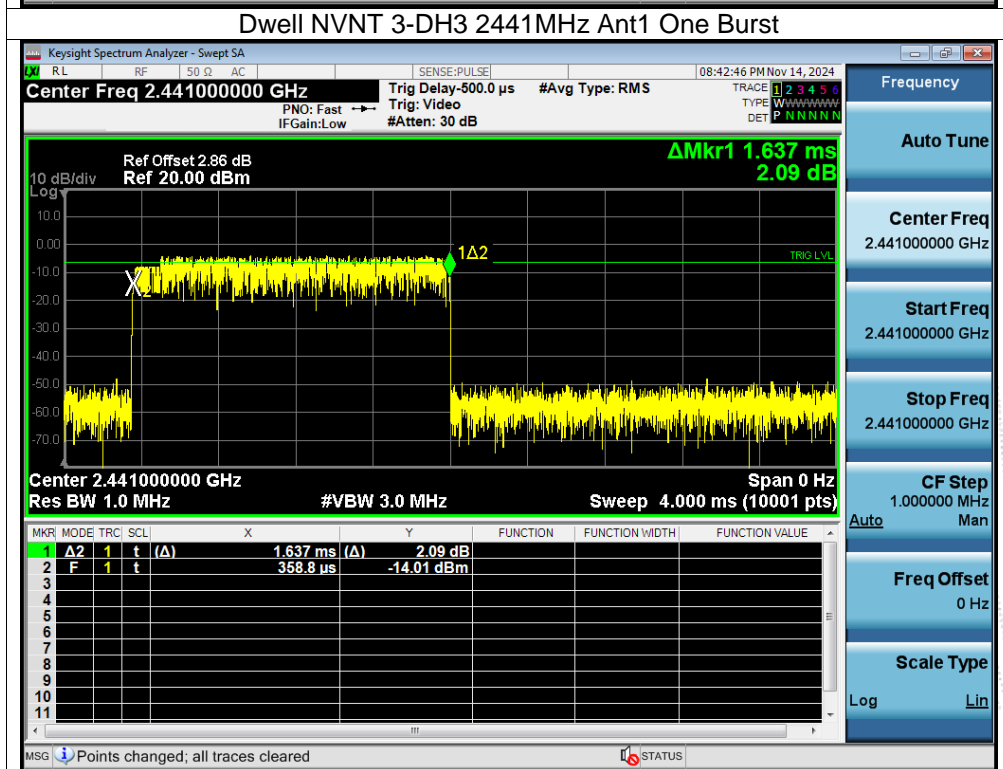 Dwell NVNT 3-DH3 2441MHz Ant1 One Burst
Keysight Spectrum Analyzer - Swept SA
LXI RL RF 50 Ω AC SENSE:PULSE 08:42:46 PM Nov 14, 2024
Center Freq 2.441000000 GHz
PNO: Fast
IFGain:Low
Trig Delay-500.0 µs
Trig: Video
#Atten: 30 dB
#Avg Type: RMS
TRACE 1 2 3 4 5 6
TYPE WWWWWW
DET P N N N N N
ΔMkr1 1.637 ms
2.09 dB
Ref Offset 2.86 dB
Ref 20.00 dBm
10 dB/div
Log
10.0
0.00
-10.0
-20.0
-30.0
-40.0
-50.0
-60.0
-70.0
1Δ2
TRIG LVL
2
Center 2.441000000 GHz Span 0 Hz
Res BW 1.0 MHz #VBW 3.0 MHz Sweep 4.000 ms (10001 pts)
MKR MODE TRC SCL X Y FUNCTION FUNCTION WIDTH FUNCTION VALUE
1 Δ2 1 t (Δ) 1.637 ms (Δ) 2.09 dB
2 F 1 t 358.8 µs -14.01 dBm
3
4
5
6
7
8
9
10
11
MSG Points changed; all traces cleared STATUS
Frequency
Auto Tune
Center Freq
2.441000000 GHz
Start Freq
2.441000000 GHz
Stop Freq
2.441000000 GHz
CF Step
1.000000 MHz
Auto Man
Freq Offset
0 Hz
Scale Type
Log Lin